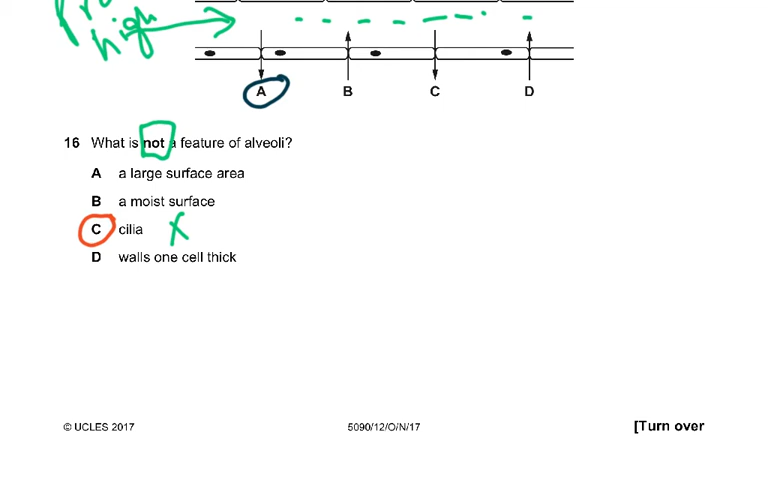 high
A B C D
16 What is not a feature of alveoli?
A a large surface area
B a moist surface
C cilia X
D walls one cell thick
© UCLES 2017 5090/12/O/N/17 [Turn over